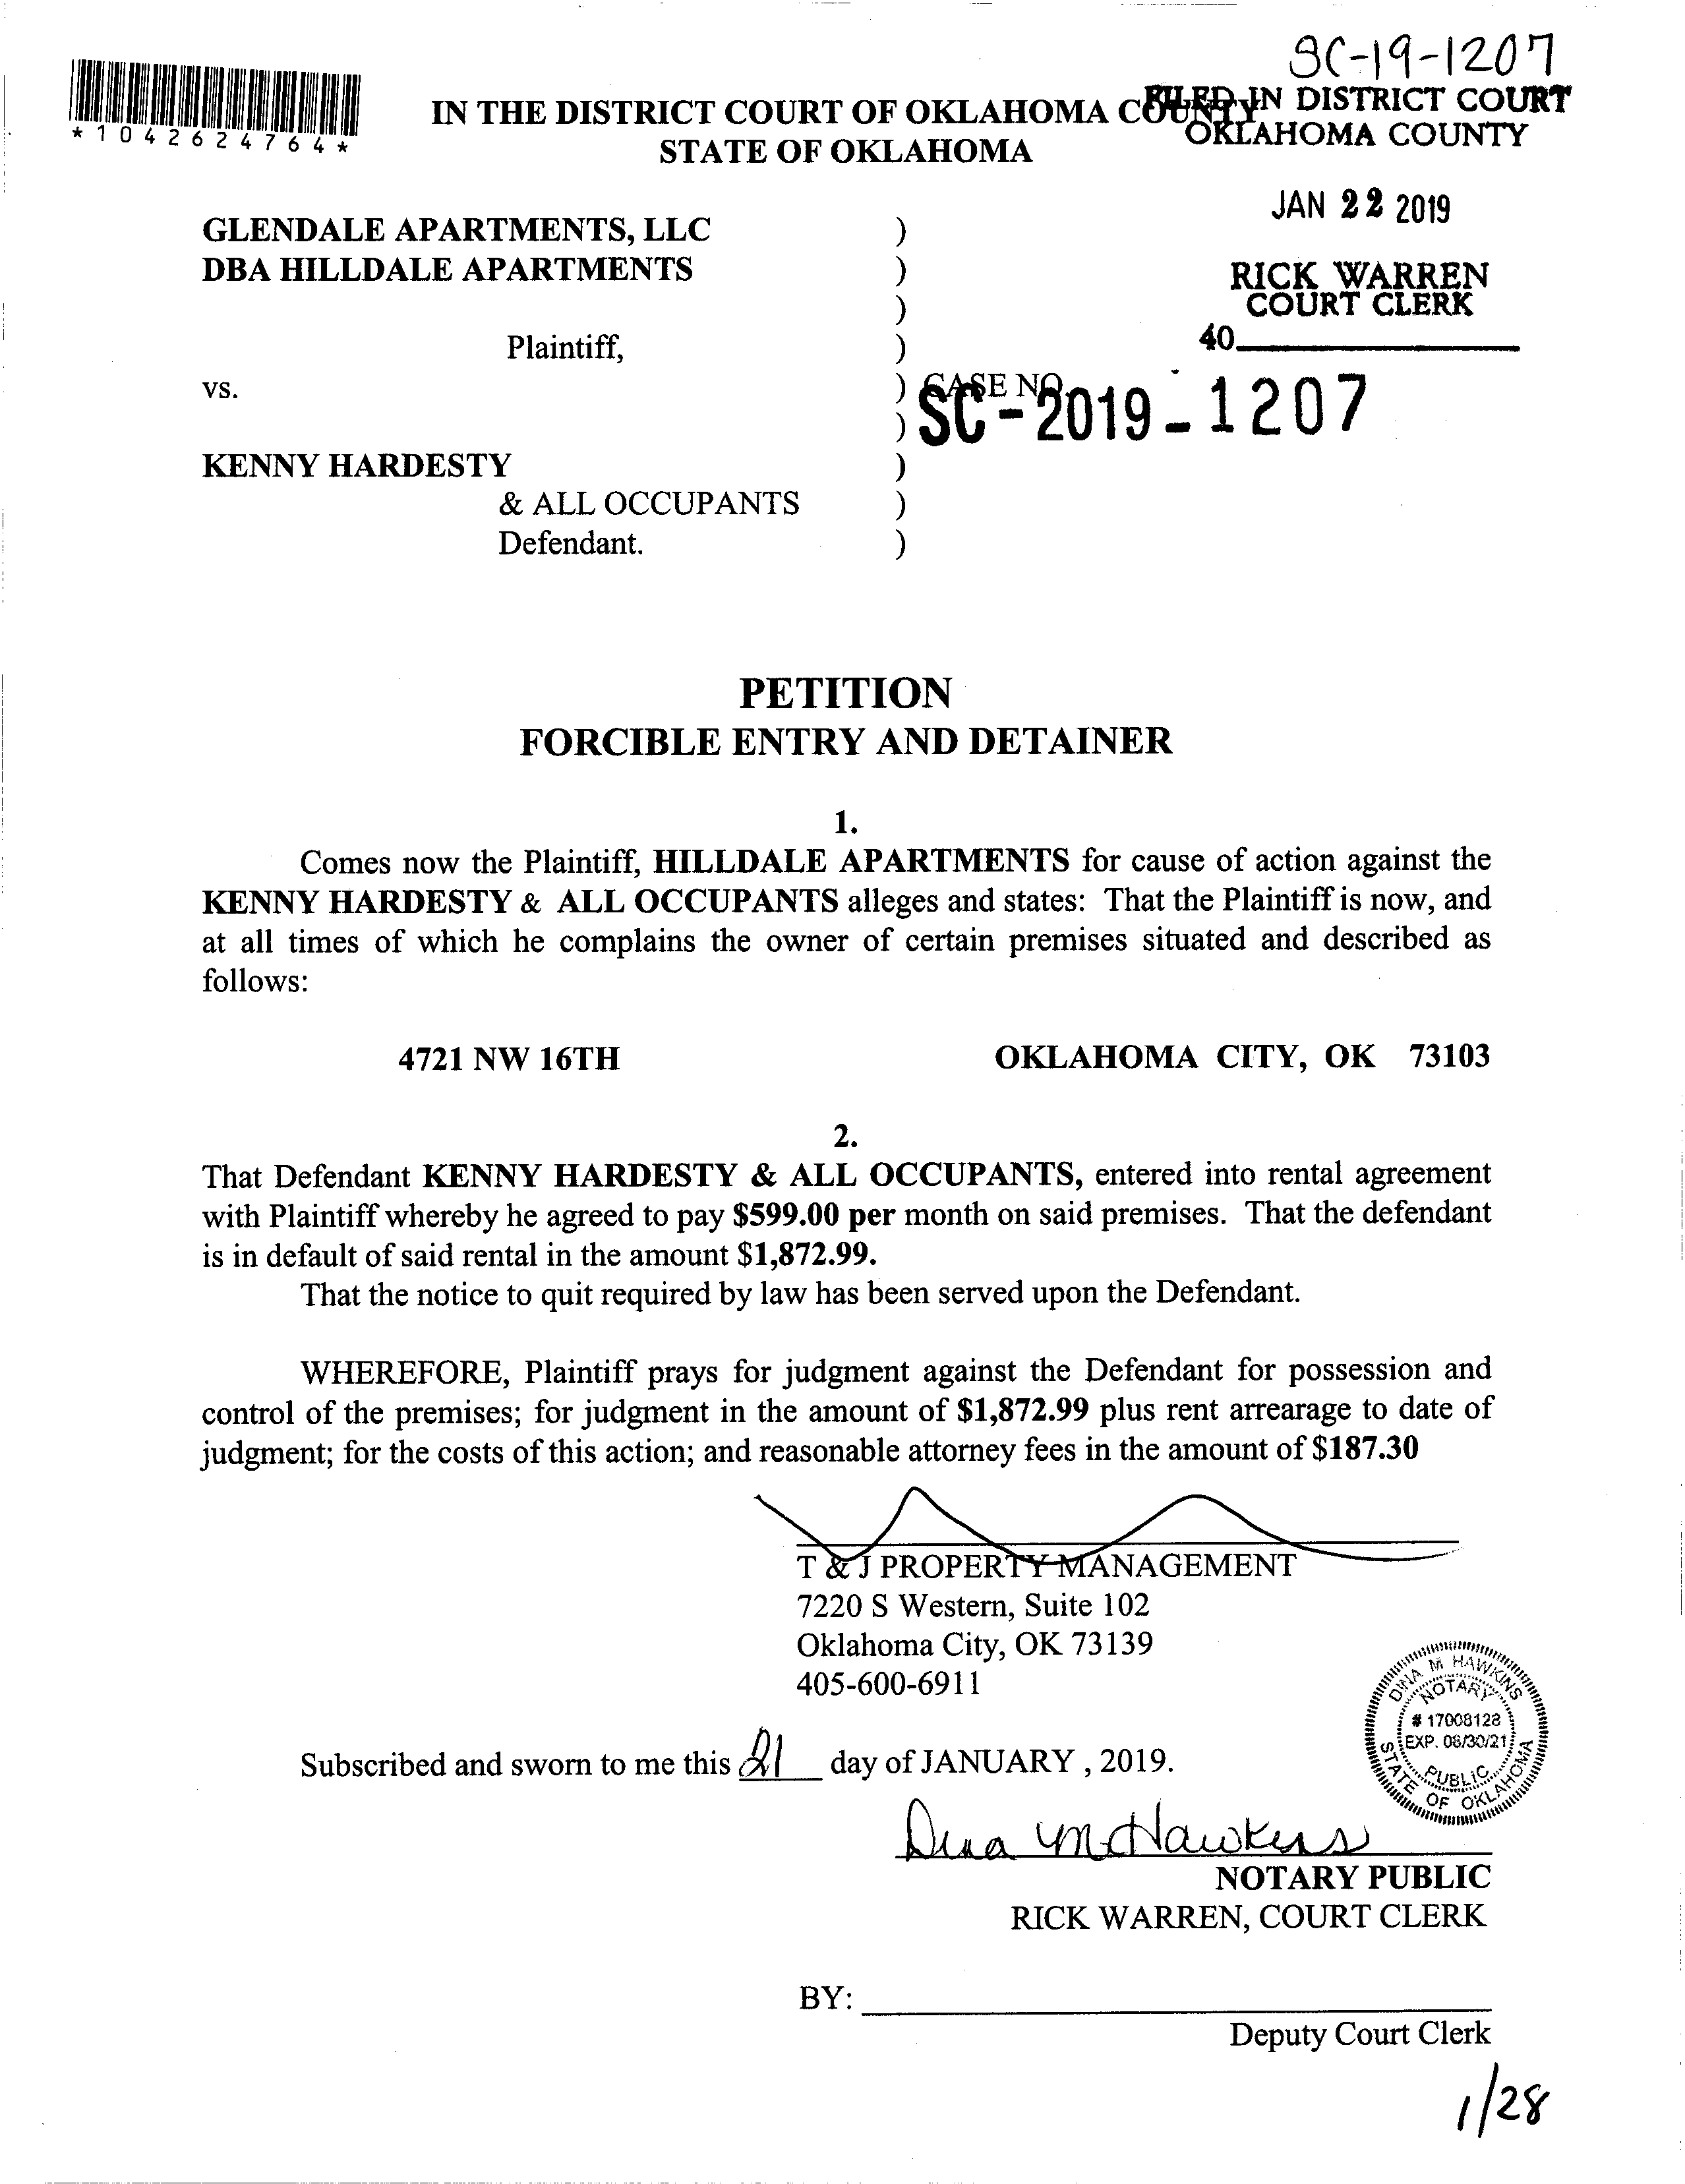 SC-19-1207
*1042624764*
IN THE DISTRICT COURT OF OKLAHOMA COUNTY
STATE OF OKLAHOMA
FILED IN DISTRICT COURT
OKLAHOMA COUNTY
JAN 22 2019
RICK WARREN
COURT CLERK
40
GLENDALE APARTMENTS, LLC )
DBA HILLDALE APARTMENTS )
)
Plaintiff, )
vs. ) CASE NO.
) SC-2019-1207
KENNY HARDESTY )
& ALL OCCUPANTS )
Defendant. )
PETITION
FORCIBLE ENTRY AND DETAINER
1.
Comes now the Plaintiff, HILLDALE APARTMENTS for cause of action against the
KENNY HARDESTY & ALL OCCUPANTS alleges and states: That the Plaintiff is now, and
at all times of which he complains the owner of certain premises situated and described as
follows:
4721 NW 16TH OKLAHOMA CITY, OK 73103
2.
That Defendant KENNY HARDESTY & ALL OCCUPANTS, entered into rental agreement
with Plaintiff whereby he agreed to pay $599.00 per month on said premises. That the defendant
is in default of said rental in the amount $1,872.99.
That the notice to quit required by law has been served upon the Defendant.
WHEREFORE, Plaintiff prays for judgment against the Defendant for possession and
control of the premises; for judgment in the amount of $1,872.99 plus rent arrearage to date of
judgment; for the costs of this action; and reasonable attorney fees in the amount of $187.30
T & J PROPERTY MANAGEMENT
7220 S Western, Suite 102
Oklahoma City, OK 73139
405-600-6911
DINA M HAWKINS
NOTARY
# 17008128
EXP. 08/30/21
PUBLIC
STATE OF OKLAHOMA
Subscribed and sworn to me this 21 day of JANUARY , 2019.
Dina M Hawkins
NOTARY PUBLIC
RICK WARREN, COURT CLERK
BY:
Deputy Court Clerk
1/28